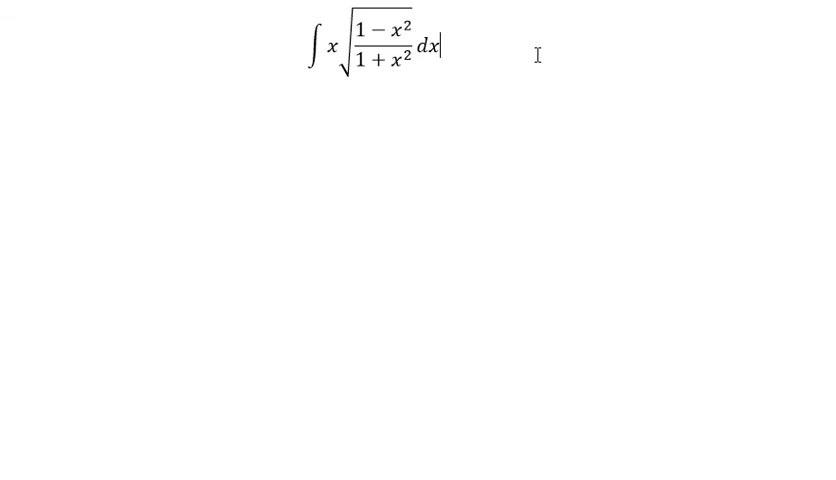 ∫ x √((1 − x²)/(1 + x²)) dx